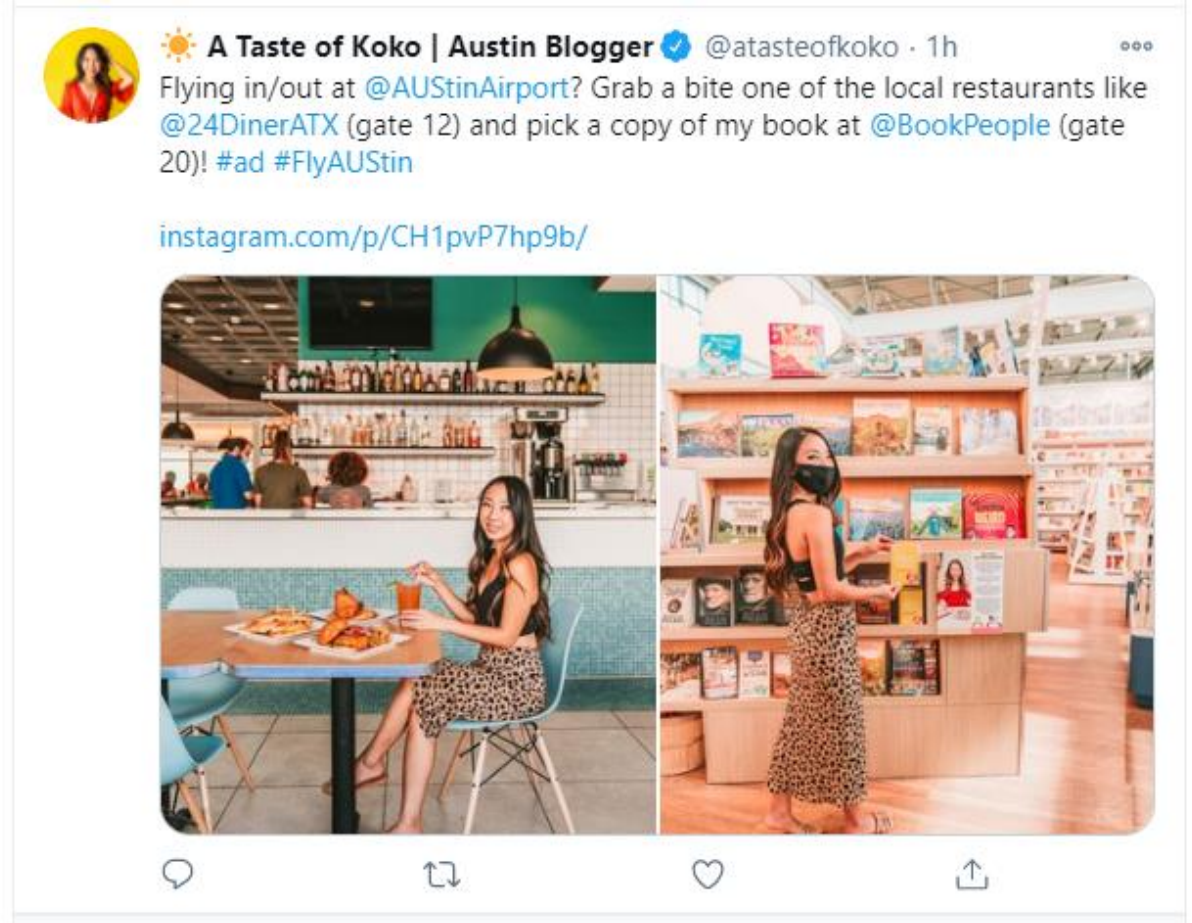 A Taste of Koko | Austin Blogger @atasteofkoko · 1h
Flying in/out at @AUStinAirport? Grab a bite one of the local restaurants like
@24DinerATX (gate 12) and pick a copy of my book at @BookPeople (gate
20)! #ad #FlyAUStin
instagram.com/p/CH1pvP7hp9b/